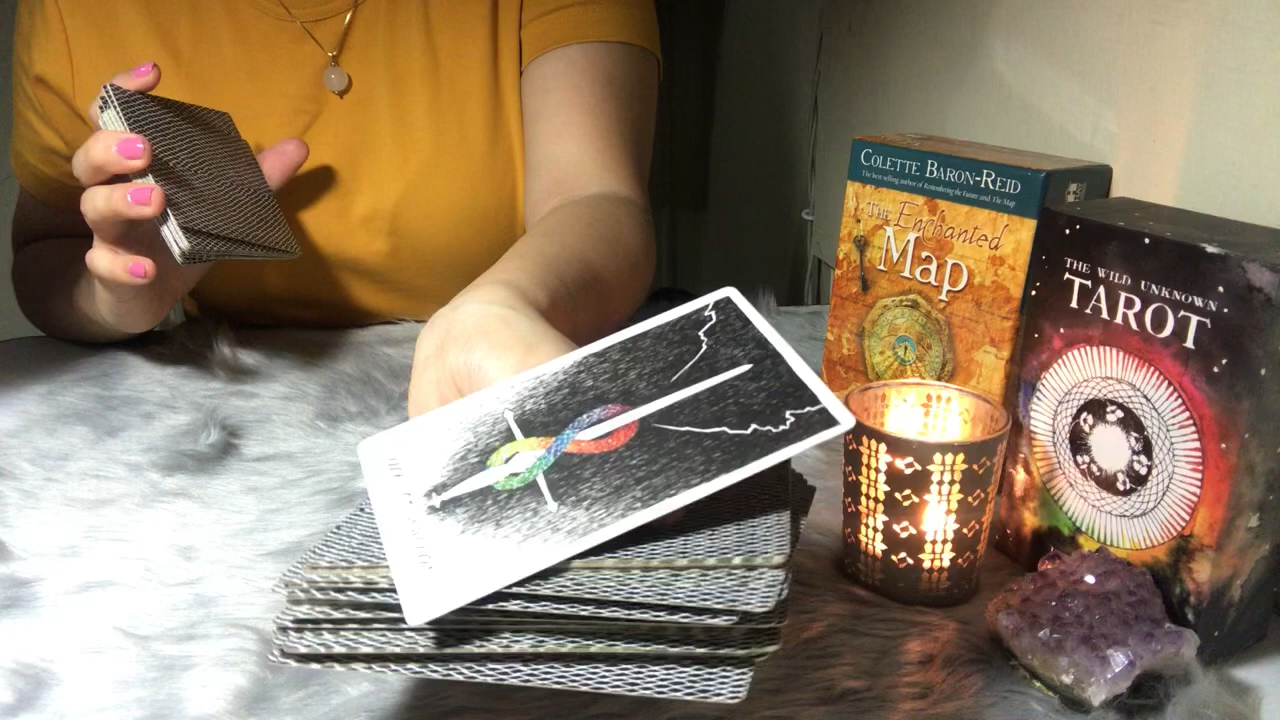 COLETTE BARON-REID
The best selling author of Remembering the Future and The Map
THE Enchanted
Map
THE WILD UNKNOWN
TAROT